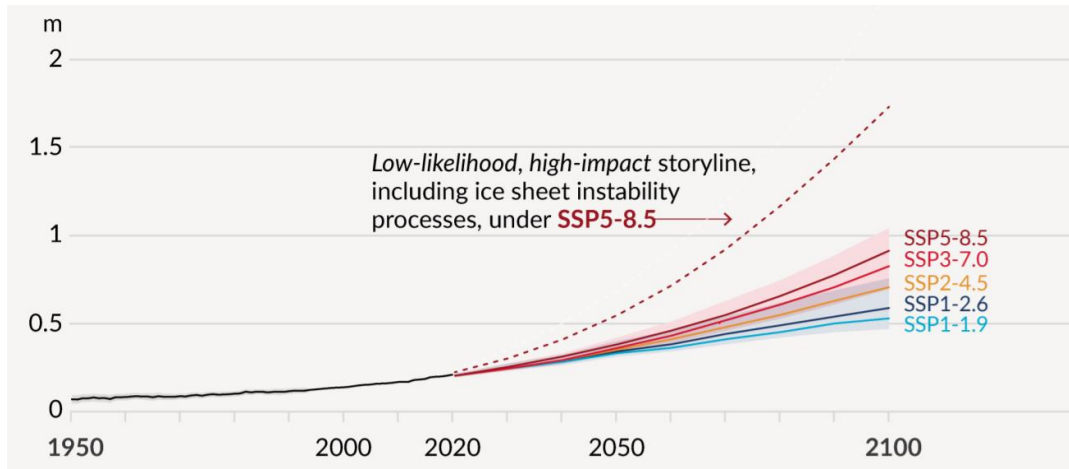 m
2
1.5
Low-likelihood, high-impact storyline,
including ice sheet instability
processes, under SSP5-8.5
1
SSP5-8.5
SSP3-7.0
SSP2-4.5
SSP1-2.6
SSP1-1.9
0.5
0
1950
2000
2020
2050
2100